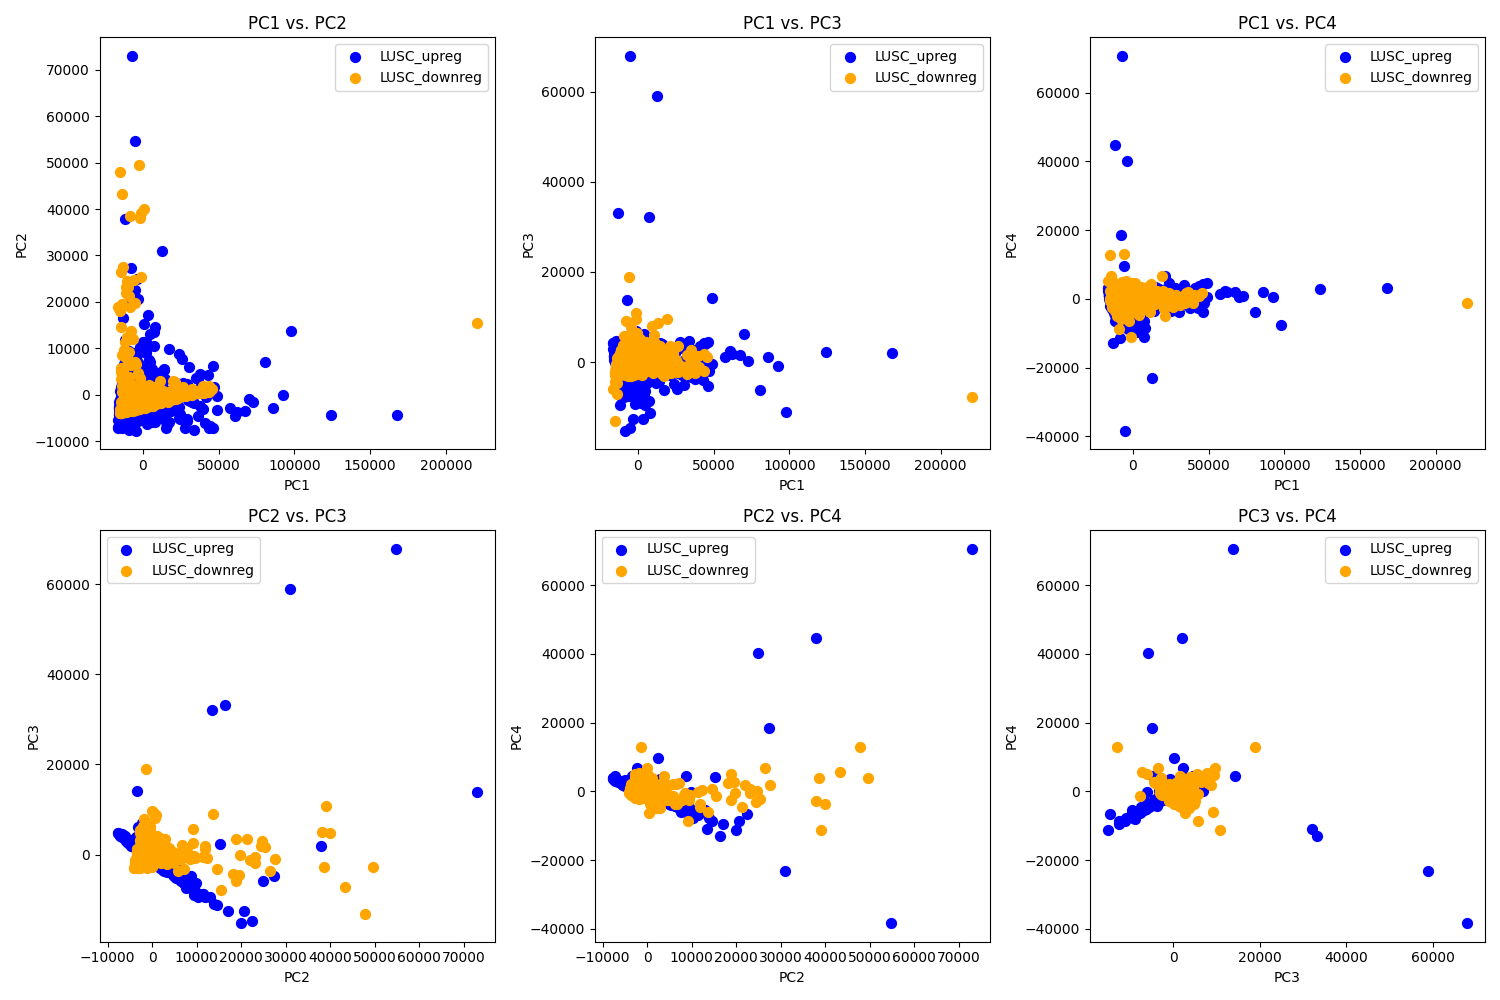 PC1 vs. PC2
PC1 vs. PC3
PC1 vs. PC4
LUSC_upreg
LUSC_downreg
LUSC_upreg
LUSC_downreg
LUSC_upreg
LUSC_downreg
70000
60000
50000
40000
30000
20000
10000
0
−10000
PC2
0
50000
100000
150000
200000
PC1
60000
40000
20000
0
PC3
0
50000
100000
150000
200000
PC1
60000
40000
20000
0
−20000
−40000
PC4
0
50000
100000
150000
200000
PC1
PC2 vs. PC3
PC2 vs. PC4
PC3 vs. PC4
LUSC_upreg
LUSC_downreg
LUSC_upreg
LUSC_downreg
LUSC_upreg
LUSC_downreg
60000
40000
20000
0
PC3
−10000 0 10000 20000 30000 40000 50000 60000 70000
PC2
60000
40000
20000
0
−20000
−40000
PC4
−10000 0 10000 20000 30000 40000 50000 60000 70000
PC2
60000
40000
20000
0
−20000
−40000
PC4
0
20000
40000
60000
PC3